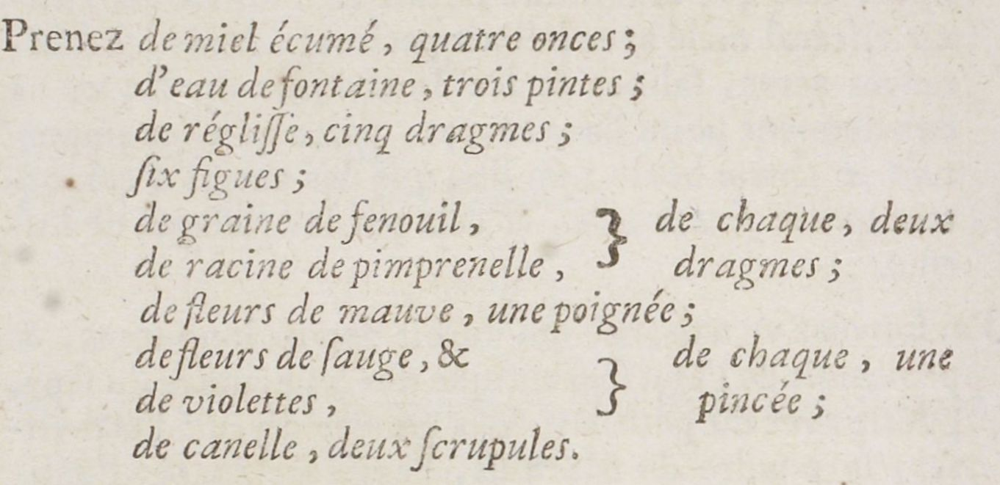 Prenez de miel écumé, quatre onces;
d'eau de fontaine, trois pintes;
de régliſſe, cinq dragmes;
ſix figues;
de graine de fenouil, } de chaque, deux
de racine de pimprenelle, dragmes;
de fleurs de mauve, une poignée;
de fleurs de ſauge, & } de chaque, une
de violettes, pincée;
de canelle, deux ſcrupules.